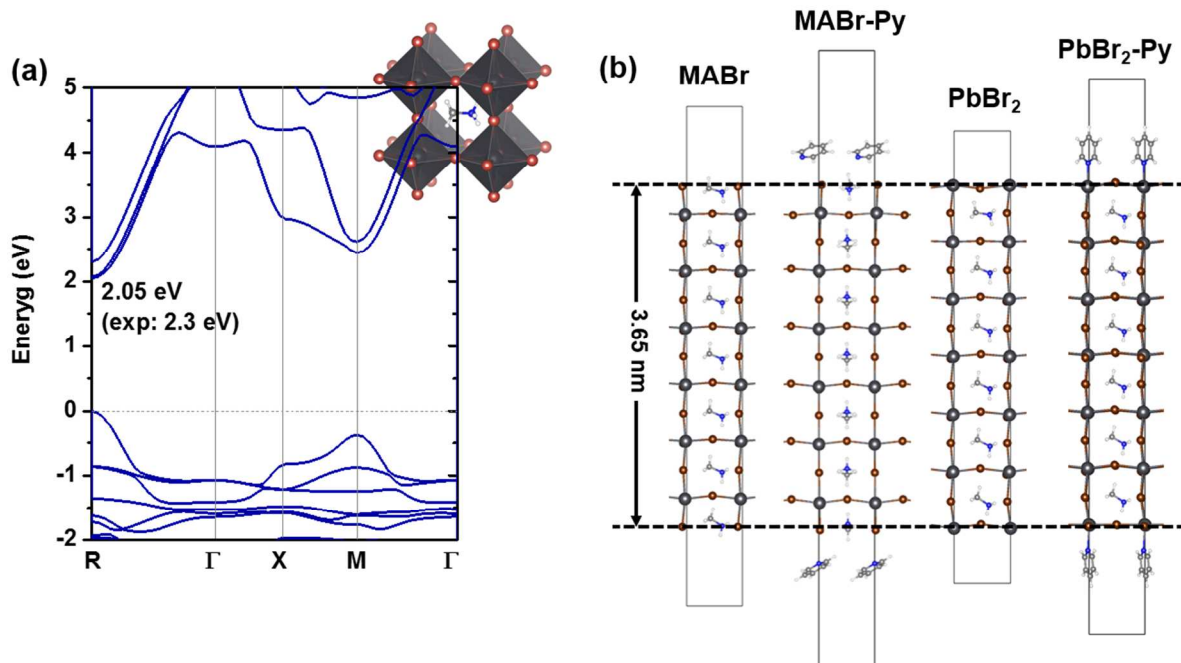 (a)
Eneryg (eV)
5
4
3
2
1
0
-1
-2
2.05 eV
(exp: 2.3 eV)
R
Γ
X
M
Γ
(b)
MABr
MABr-Py
PbBr₂
PbBr₂-Py
3.65 nm